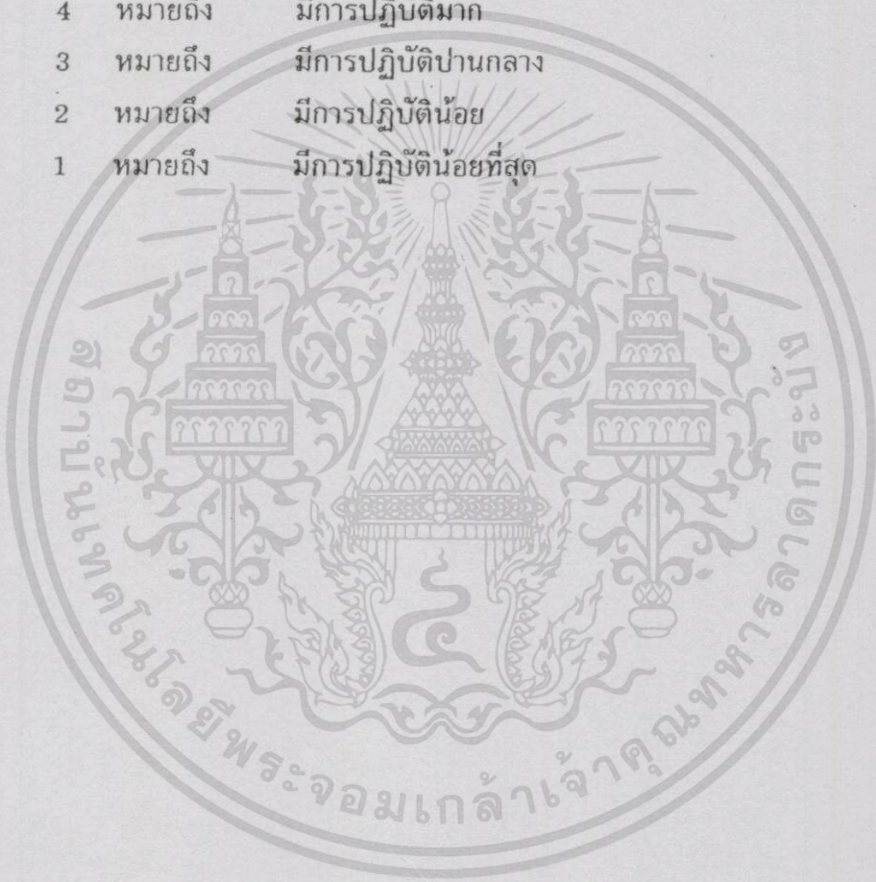 4 หมายถึง มีการปฏิบัติมาก
3 หมายถึง มีการปฏิบัติปานกลาง
2 หมายถึง มีการปฏิบัติน้อย
1 หมายถึง มีการปฏิบัติน้อยที่สุด
สถาบันเทคโนโลยีพระจอมเกล้าเจ้าคุณทหารลาดกระบัง
๔